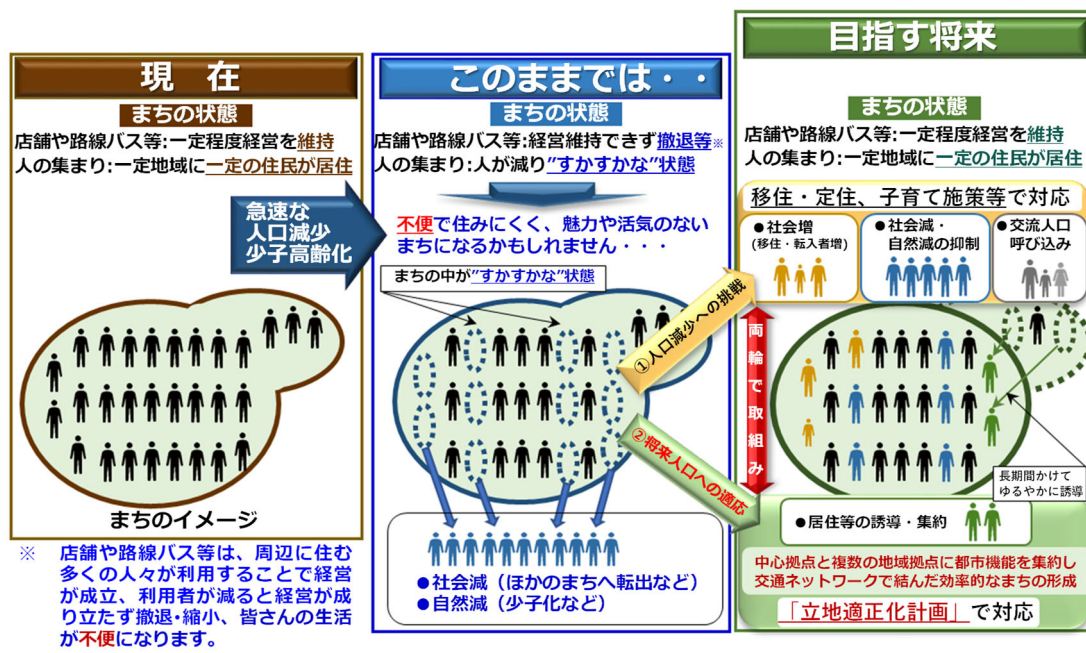 現　在
まちの状態
店舗や路線バス等:一定程度経営を維持
人の集まり:一定地域に一定の住民が居住
急速な
人口減少
少子高齢化
まちのイメージ
※　店舗や路線バス等は、周辺に住む
多くの人々が利用することで経営
が成立、利用者が減ると経営が成
り立たず撤退・縮小、皆さんの生活
が不便になります。
このままでは・・
まちの状態
店舗や路線バス等:経営維持できず撤退等※
人の集まり:人が減り"すかすかな"状態
不便で住みにくく、魅力や活気のない
まちになるかもしれません・・・
まちの中が"すかすかな"状態
①人口減少への挑戦
②将来人口への適応
●社会減（ほかのまちへ転出など）
●自然減（少子化など）
目指す将来
まちの状態
店舗や路線バス等:一定程度経営を維持
人の集まり:一定地域に一定の住民が居住
移住・定住、子育て施策等で対応
●社会増
(移住・転入者増)
●社会減・
自然減の抑制
●交流人口
呼び込み
両輪で取組み
長期間かけて
ゆるやかに誘導
●居住等の誘導・集約
中心拠点と複数の地域拠点に都市機能を集約し
交通ネットワークで結んだ効率的なまちの形成
「立地適正化計画」で対応